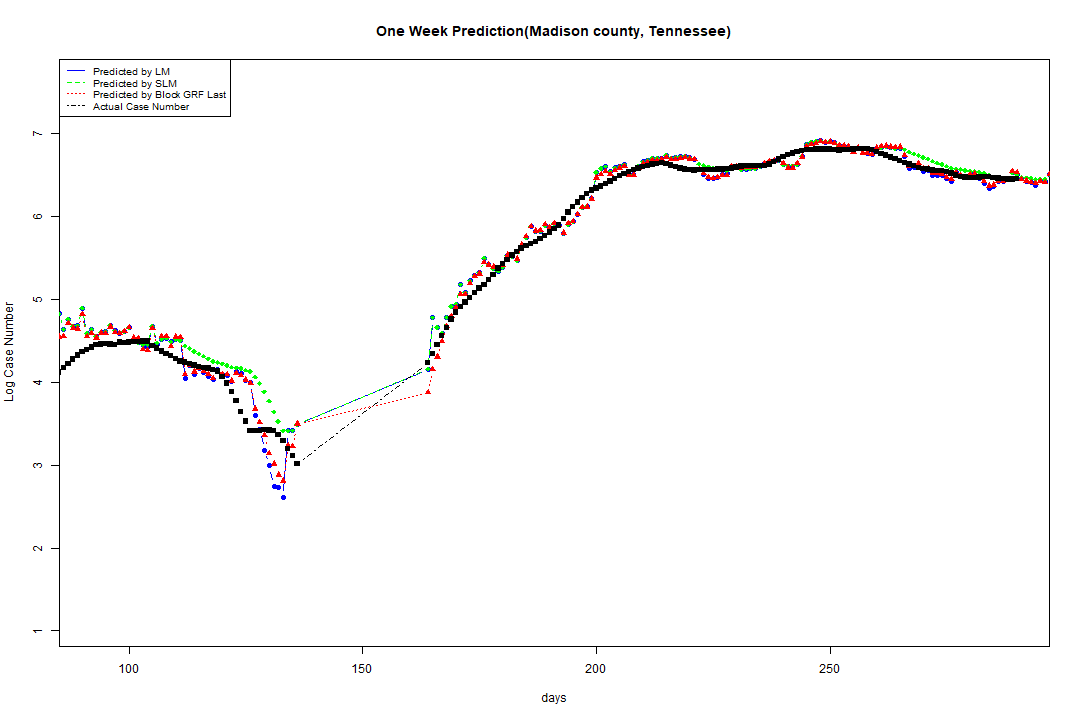 One Week Prediction(Madison county, Tennessee)
Predicted by LM
Predicted by SLM
Predicted by Block GRF Last
Actual Case Number
7
6
5
4
3
2
1
Log Case Number
100
150
200
250
days